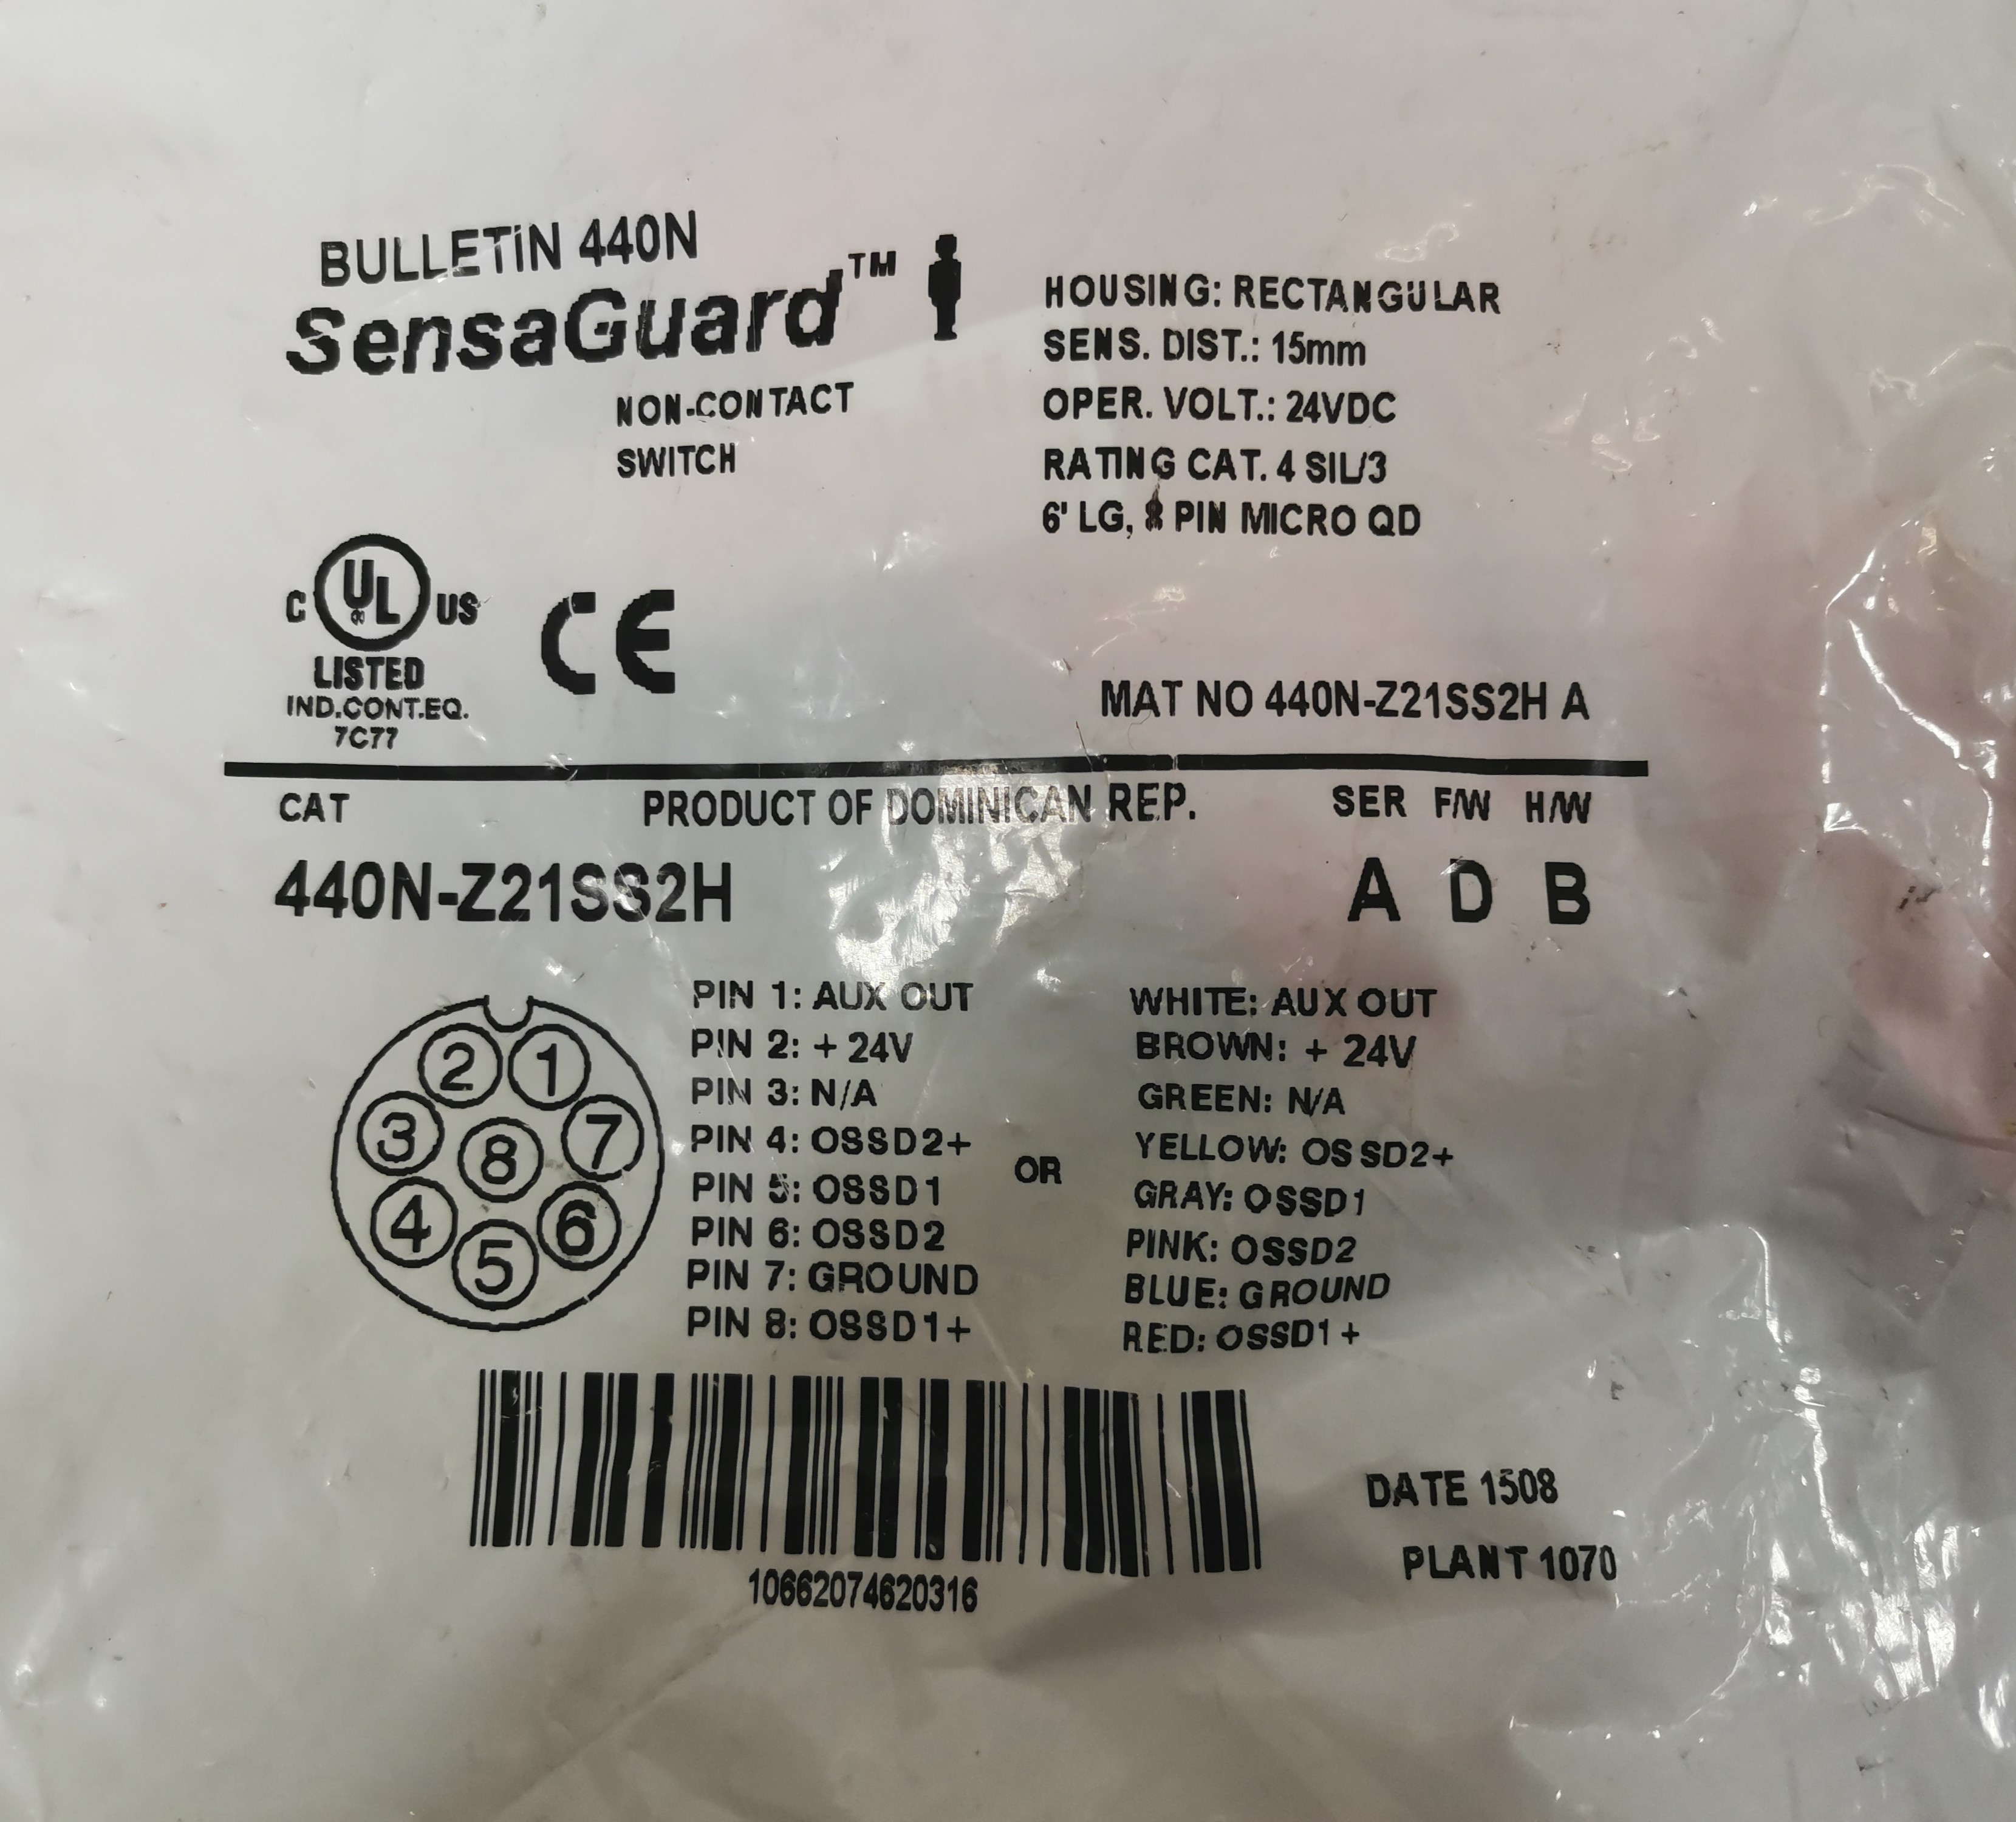 BULLETIN 440N
SensaGuard™
NON-CONTACT
SWITCH
HOUSING: RECTANGULAR
SENS. DIST.: 15mm
OPER. VOLT.: 24VDC
RATING CAT. 4 SIL/3
6' LG, 8 PIN MICRO QD
C UL® US
LISTED
IND.CONT.EQ.
7C77
CE
MAT NO 440N-Z21SS2H A
CAT PRODUCT OF DOMINICAN REP. SER F/W H/W
440N-Z21SS2H A D B
2 1
3 8 7
4 5 6
PIN 1: AUX OUT
PIN 2: + 24V
PIN 3: N/A
PIN 4: OSSD2+
PIN 5: OSSD1
PIN 6: OSSD2
PIN 7: GROUND
PIN 8: OSSD1+
OR
WHITE: AUX OUT
BROWN: + 24V
GREEN: N/A
YELLOW: OSSD2+
GRAY: OSSD1
PINK: OSSD2
BLUE: GROUND
RED: OSSD1+
10662074620316
DATE 1508
PLANT 1070